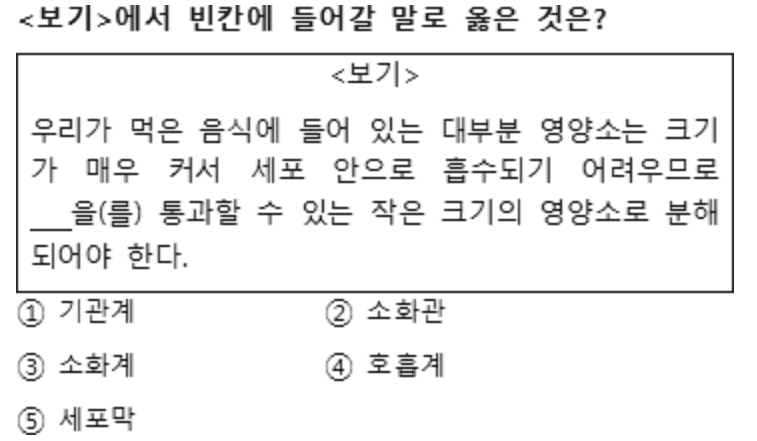 <보기>에서 빈칸에 들어갈 말로 옳은 것은?
<보기>
우리가 먹은 음식에 들어 있는 대부분 영양소는 크기
가 매우 커서 세포 안으로 흡수되기 어려우므로
___을(를) 통과할 수 있는 작은 크기의 영양소로 분해
되어야 한다.
① 기관계 ② 소화관
③ 소화계 ④ 호흡계
⑤ 세포막